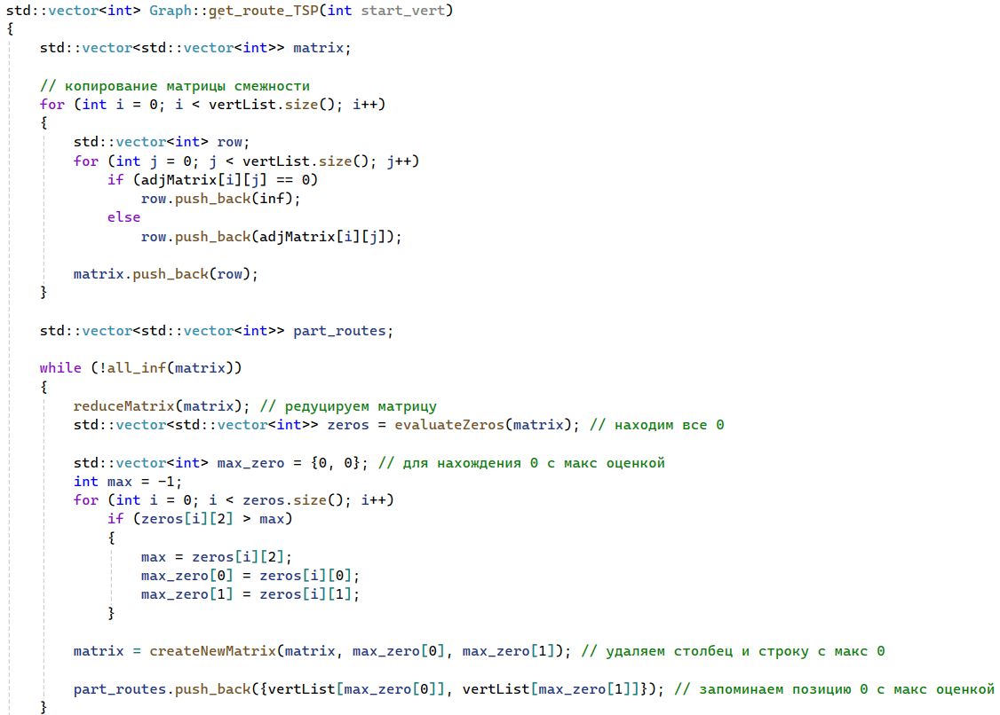 std::vector<int> Graph::get_route_TSP(int start_vert)
{
std::vector<std::vector<int>> matrix;
// копирование матрицы смежности
for (int i = 0; i < vertList.size(); i++)
{
std::vector<int> row;
for (int j = 0; j < vertList.size(); j++)
if (adjMatrix[i][j] == 0)
row.push_back(inf);
else
row.push_back(adjMatrix[i][j]);
matrix.push_back(row);
}
std::vector<std::vector<int>> part_routes;
while (!all_inf(matrix))
{
reduceMatrix(matrix); // редуцируем матрицу
std::vector<std::vector<int>> zeros = evaluateZeros(matrix); // находим все 0
std::vector<int> max_zero = {0, 0}; // для нахождения 0 с макс оценкой
int max = -1;
for (int i = 0; i < zeros.size(); i++)
if (zeros[i][2] > max)
{
max = zeros[i][2];
max_zero[0] = zeros[i][0];
max_zero[1] = zeros[i][1];
}
matrix = createNewMatrix(matrix, max_zero[0], max_zero[1]); // удаляем столбец и строку с макс 0
part_routes.push_back({vertList[max_zero[0]], vertList[max_zero[1]]}); // запоминаем позицию 0 с макс оценкой
}